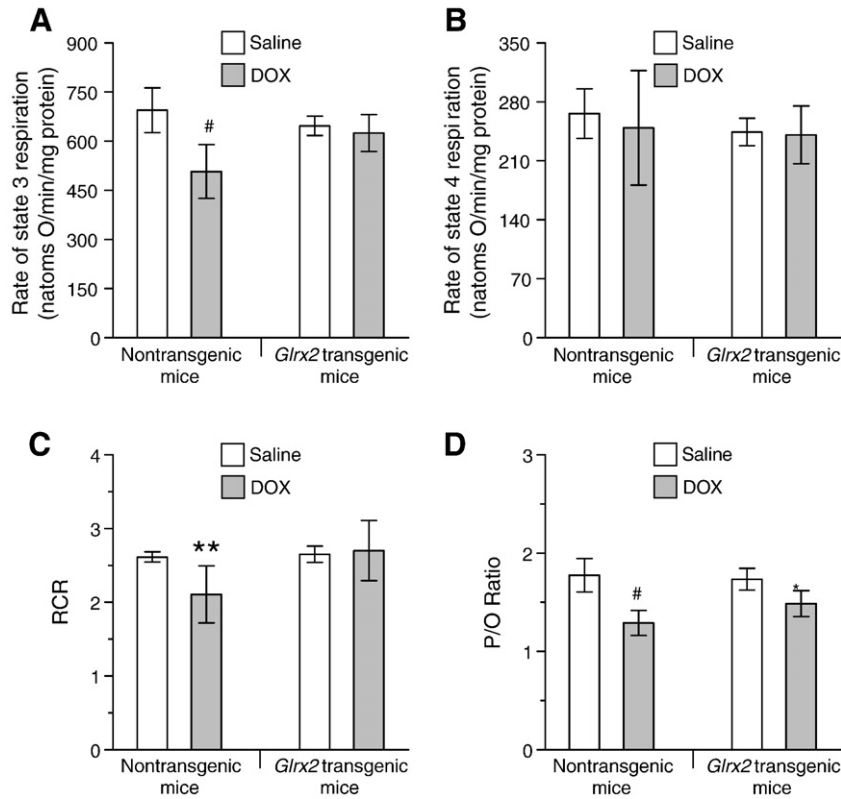 A
Rate of state 3 respiration
(natoms O/min/mg protein)
900
750
600
450
300
150
0
Saline
DOX
#
Nontransgenic
mice
Glrx2 transgenic
mice
B
Rate of state 4 respiration
(natoms O/min/mg protein)
350
280
210
140
70
0
Saline
DOX
Nontransgenic
mice
Glrx2 transgenic
mice
C
RCR
4
3
2
1
0
Saline
DOX
**
Nontransgenic
mice
Glrx2 transgenic
mice
D
P/O Ratio
3
2
1
0
Saline
DOX
#
*
Nontransgenic
mice
Glrx2 transgenic
mice